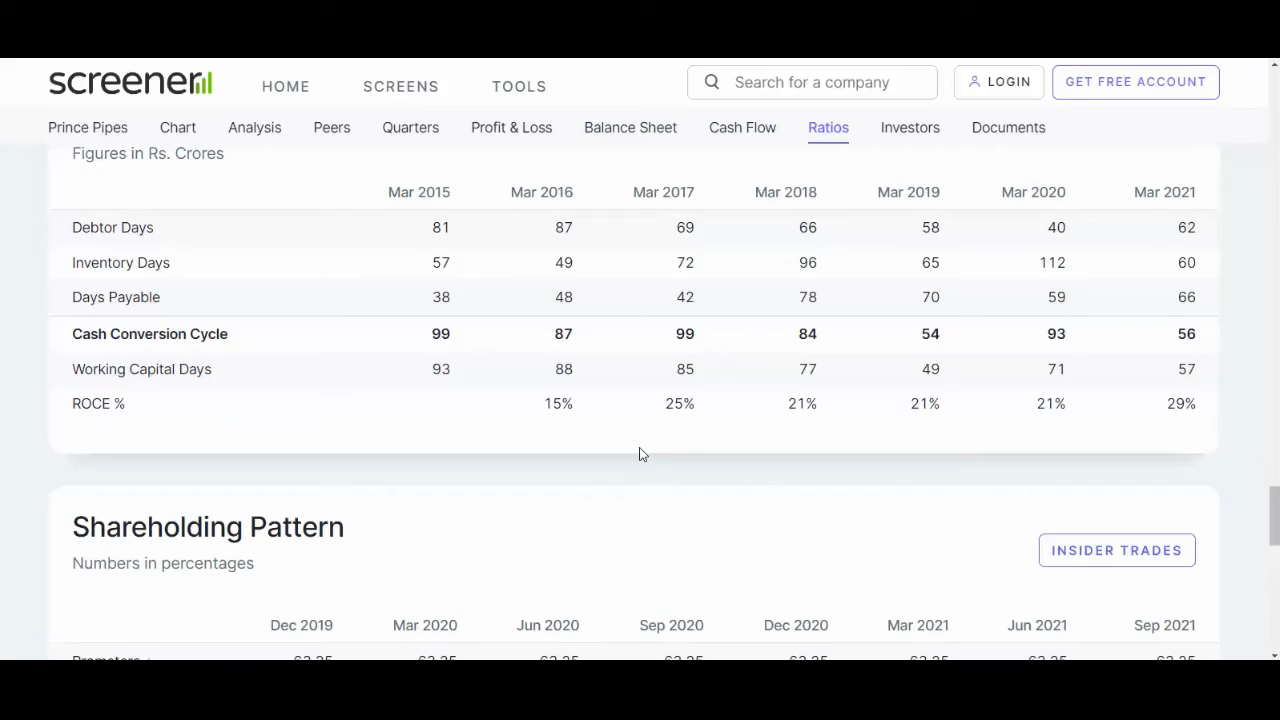 screener HOME SCREENS TOOLS Search for a company LOGIN GET FREE ACCOUNT
Prince Pipes Chart Analysis Peers Quarters Profit & Loss Balance Sheet Cash Flow Ratios Investors Documents
Figures in Rs. Crores
Mar 2015 Mar 2016 Mar 2017 Mar 2018 Mar 2019 Mar 2020 Mar 2021
Debtor Days 81 87 69 66 58 40 62
Inventory Days 57 49 72 96 65 112 60
Days Payable 38 48 42 78 70 59 66
Cash Conversion Cycle 99 87 99 84 54 93 56
Working Capital Days 93 88 85 77 49 71 57
ROCE % 15% 25% 21% 21% 21% 29%
Shareholding Pattern
Numbers in percentages
INSIDER TRADES
Dec 2019 Mar 2020 Jun 2020 Sep 2020 Dec 2020 Mar 2021 Jun 2021 Sep 2021